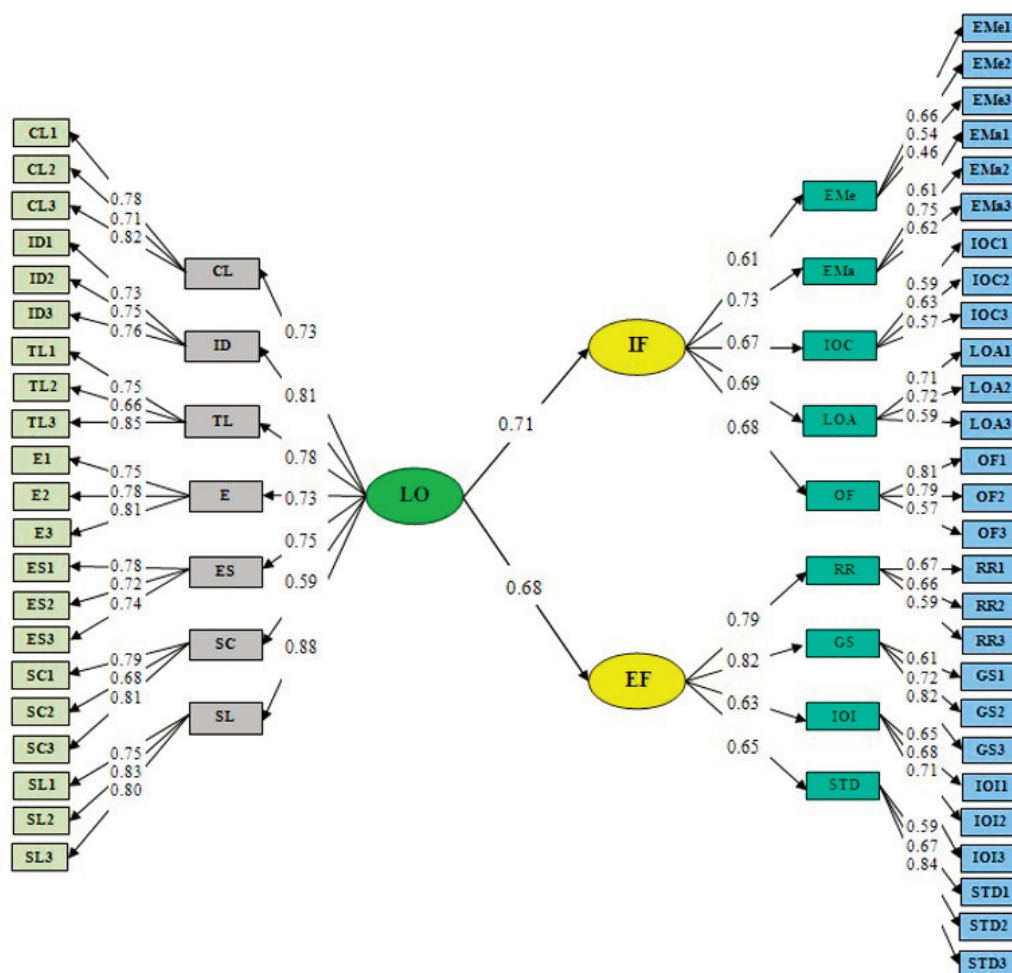 CL1
CL2
CL3
ID1
ID2
ID3
TL1
TL2
TL3
E1
E2
E3
ES1
ES2
ES3
SC1
SC2
SC3
SL1
SL2
SL3
0.78
0.71
0.82
0.73
0.75
0.76
0.75
0.66
0.85
0.75
0.78
0.81
0.78
0.72
0.74
0.79
0.68
0.81
0.75
0.83
0.80
CL
ID
TL
E
ES
SC
SL
0.73
0.81
0.78
0.73
0.75
0.59
0.88
LO
0.71
0.68
IF
EF
0.61
0.73
0.67
0.69
0.68
0.79
0.82
0.63
0.65
EMe
EMa
IOC
LOA
OF
RR
GS
IOI
STD
0.66
0.54
0.46
0.61
0.75
0.62
0.59
0.63
0.57
0.71
0.72
0.59
0.81
0.79
0.57
0.67
0.66
0.59
0.61
0.72
0.82
0.65
0.68
0.71
0.59
0.67
0.84
EMe1
EMe2
EMe3
EMa1
EMa2
EMa3
IOC1
IOC2
IOC3
LOA1
LOA2
LOA3
OF1
OF2
OF3
RR1
RR2
RR3
GS1
GS2
GS3
IOI1
IOI2
IOI3
STD1
STD2
STD3